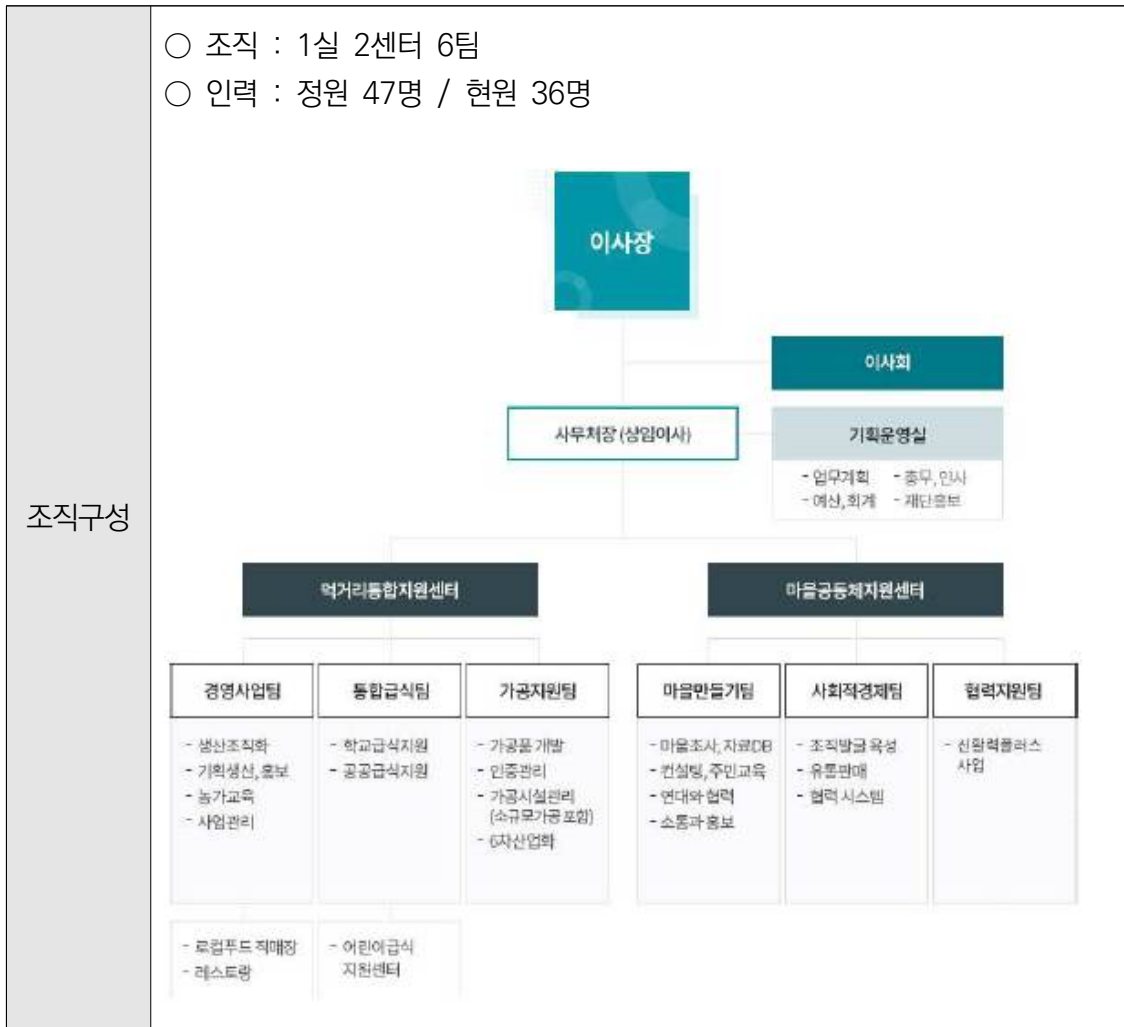 ○ 조직 : 1실 2센터 6팀
○ 인력 : 정원 47명 / 현원 36명
조직구성
이사장
이사회
사무처장 (상임이사)
기획운영실
- 업무계획 - 총무, 인사
- 예산, 회계 - 재단홍보
먹거리통합지원센터
마을공동체지원센터
경영사업팀
- 생산조직화
- 기획생산, 홍보
- 농가교육
- 사업관리
- 로컬푸드 직매장
- 레스토랑
통합급식팀
- 학교급식지원
- 공공급식지원
- 어린이급식
지원센터
가공지원팀
- 가공품 개발
- 인증관리
- 가공시설관리
(소규모가공 포함)
- 6차산업화
마을만들기팀
- 마을조사, 자료DB
- 컨설팅, 주민교육
- 연대와 협력
- 소통과 홍보
사회적경제팀
- 조직발굴 육성
- 유통판매
- 협력 시스템
협력지원팀
- 신활력플러스
사업